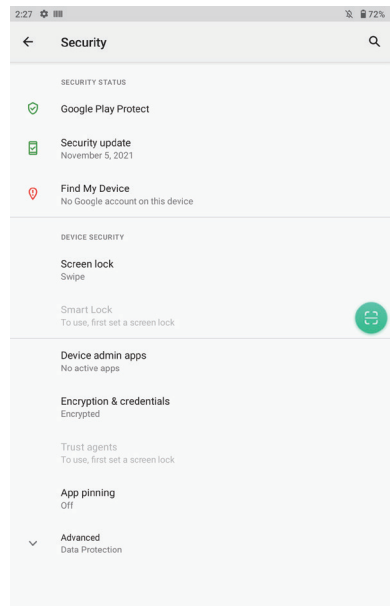 2:27 72%
Security
SECURITY STATUS
Google Play Protect
Security update
November 5, 2021
Find My Device
No Google account on this device
DEVICE SECURITY
Screen lock
Swipe
Smart Lock
To use, first set a screen lock
Device admin apps
No active apps
Encryption & credentials
Encrypted
Trust agents
To use, first set a screen lock
App pinning
Off
Advanced
Data Protection